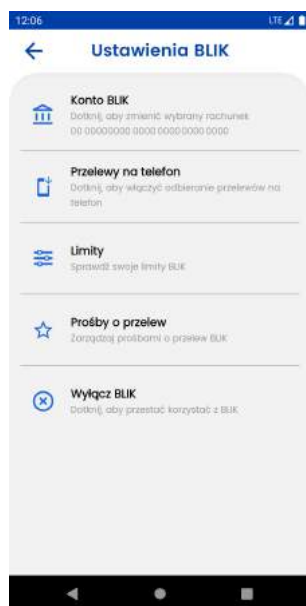 12:06
LTE
Ustawienia BLIK
Konto BLIK
Dotknij, aby zmienić wybrany rachunek
00 00000000 0000 0000 0000 0000
Przelewy na telefon
Dotknij, aby włączyć odbieranie przelewów na
telefon
Limity
Sprawdź swoje limity BLIK
Prośby o przelew
Zarządzaj prośbami o przelew BLIK
Wyłącz BLIK
Dotknij, aby przestać korzystać z BLIK